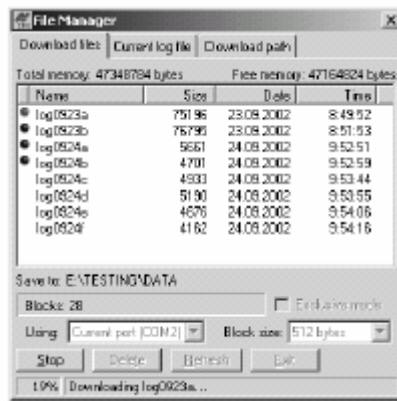 File Manager
Download files Current log file Download path
Total memory: 47348784 bytes Free memory: 47164824 bytes
Name Size Date Time
log0923a 75196 23.09.2002 8:49:52
log0923b 76795 23.09.2002 8:51:53
log0924a 5661 24.09.2002 9:52:51
log0924b 4701 24.09.2002 9:52:59
log0924c 4933 24.09.2002 9:53:44
log0924d 5190 24.09.2002 9:53:55
log0924e 4676 24.09.2002 9:54:06
log0924f 4162 24.09.2002 9:54:16
Save to: E:\TESTING\DATA
Blocks: 28 Exclusive mode
Using: Current port (COM2) Block size: 512 bytes
Stop Delete Refresh Exit
19% Downloading log0923a...